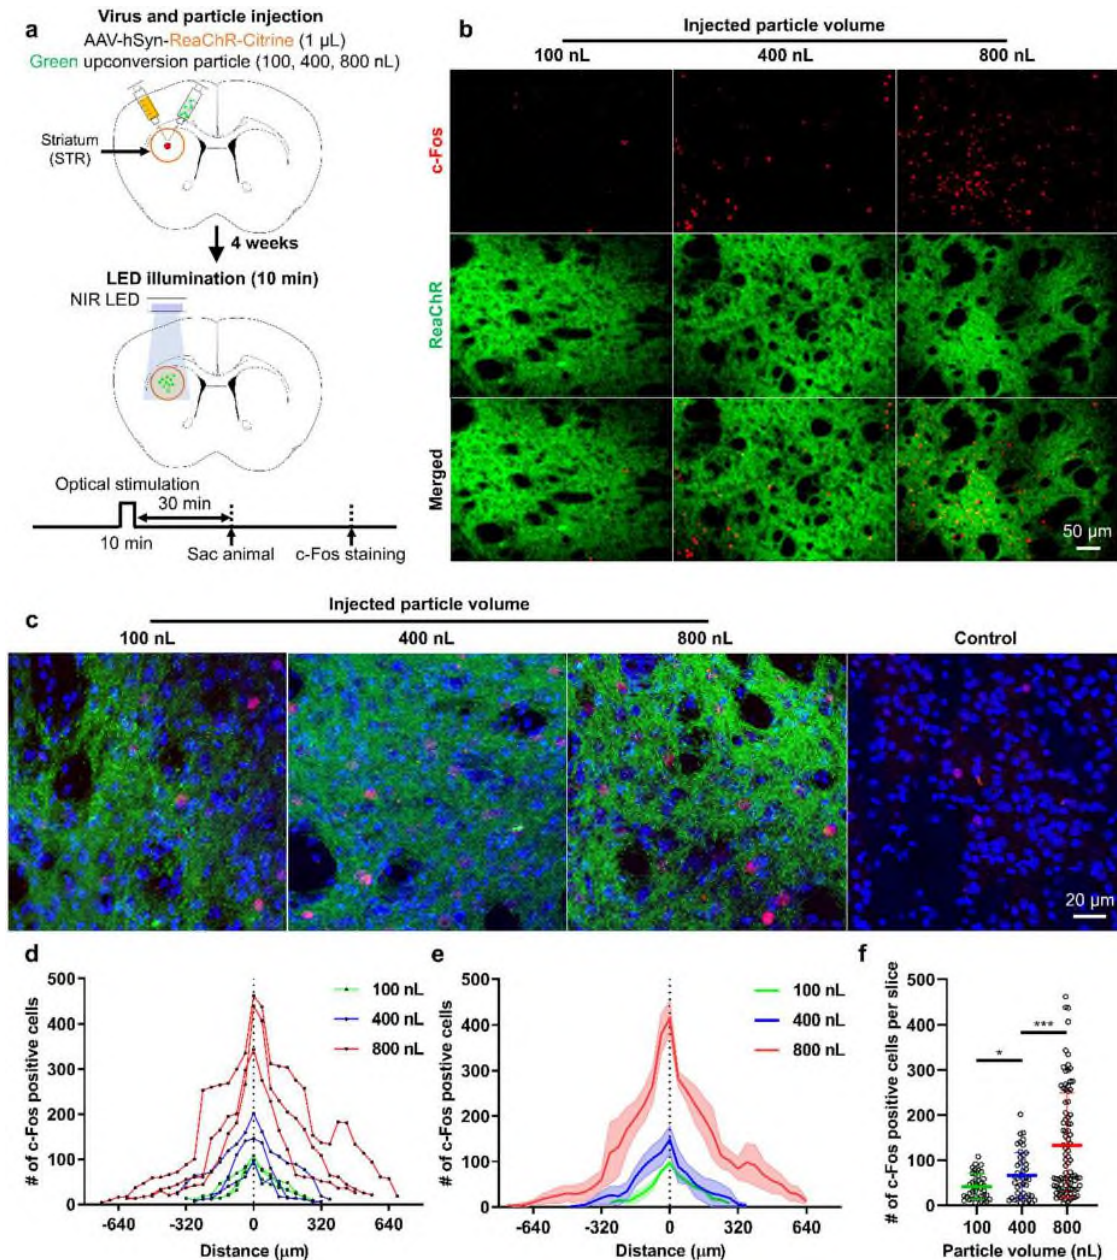 a
Virus and particle injection
AAV-hSyn-ReaChR-Citrine (1 µL)
Green upconversion particle (100, 400, 800 nL)
Striatum
(STR)
4 weeks
LED illumination (10 min)
NIR LED
Optical stimulation
30 min
10 min
Sac animal
c-Fos staining
b
Injected particle volume
100 nL
400 nL
800 nL
c-Fos
ReaChR
Merged
50 µm
c
Injected particle volume
100 nL
400 nL
800 nL
Control
20 µm
d
# of c-Fos positive cells
500
400
300
200
100
0
100 nL
400 nL
800 nL
-640
-320
0
320
640
Distance (µm)
e
# of c-Fos postive cells
500
400
300
200
100
0
100 nL
400 nL
800 nL
-640
-320
0
320
640
Distance (µm)
f
# of c-Fos positive cells per slice
500
400
300
200
100
0
*
***
100
400
800
Particle volume (nL)